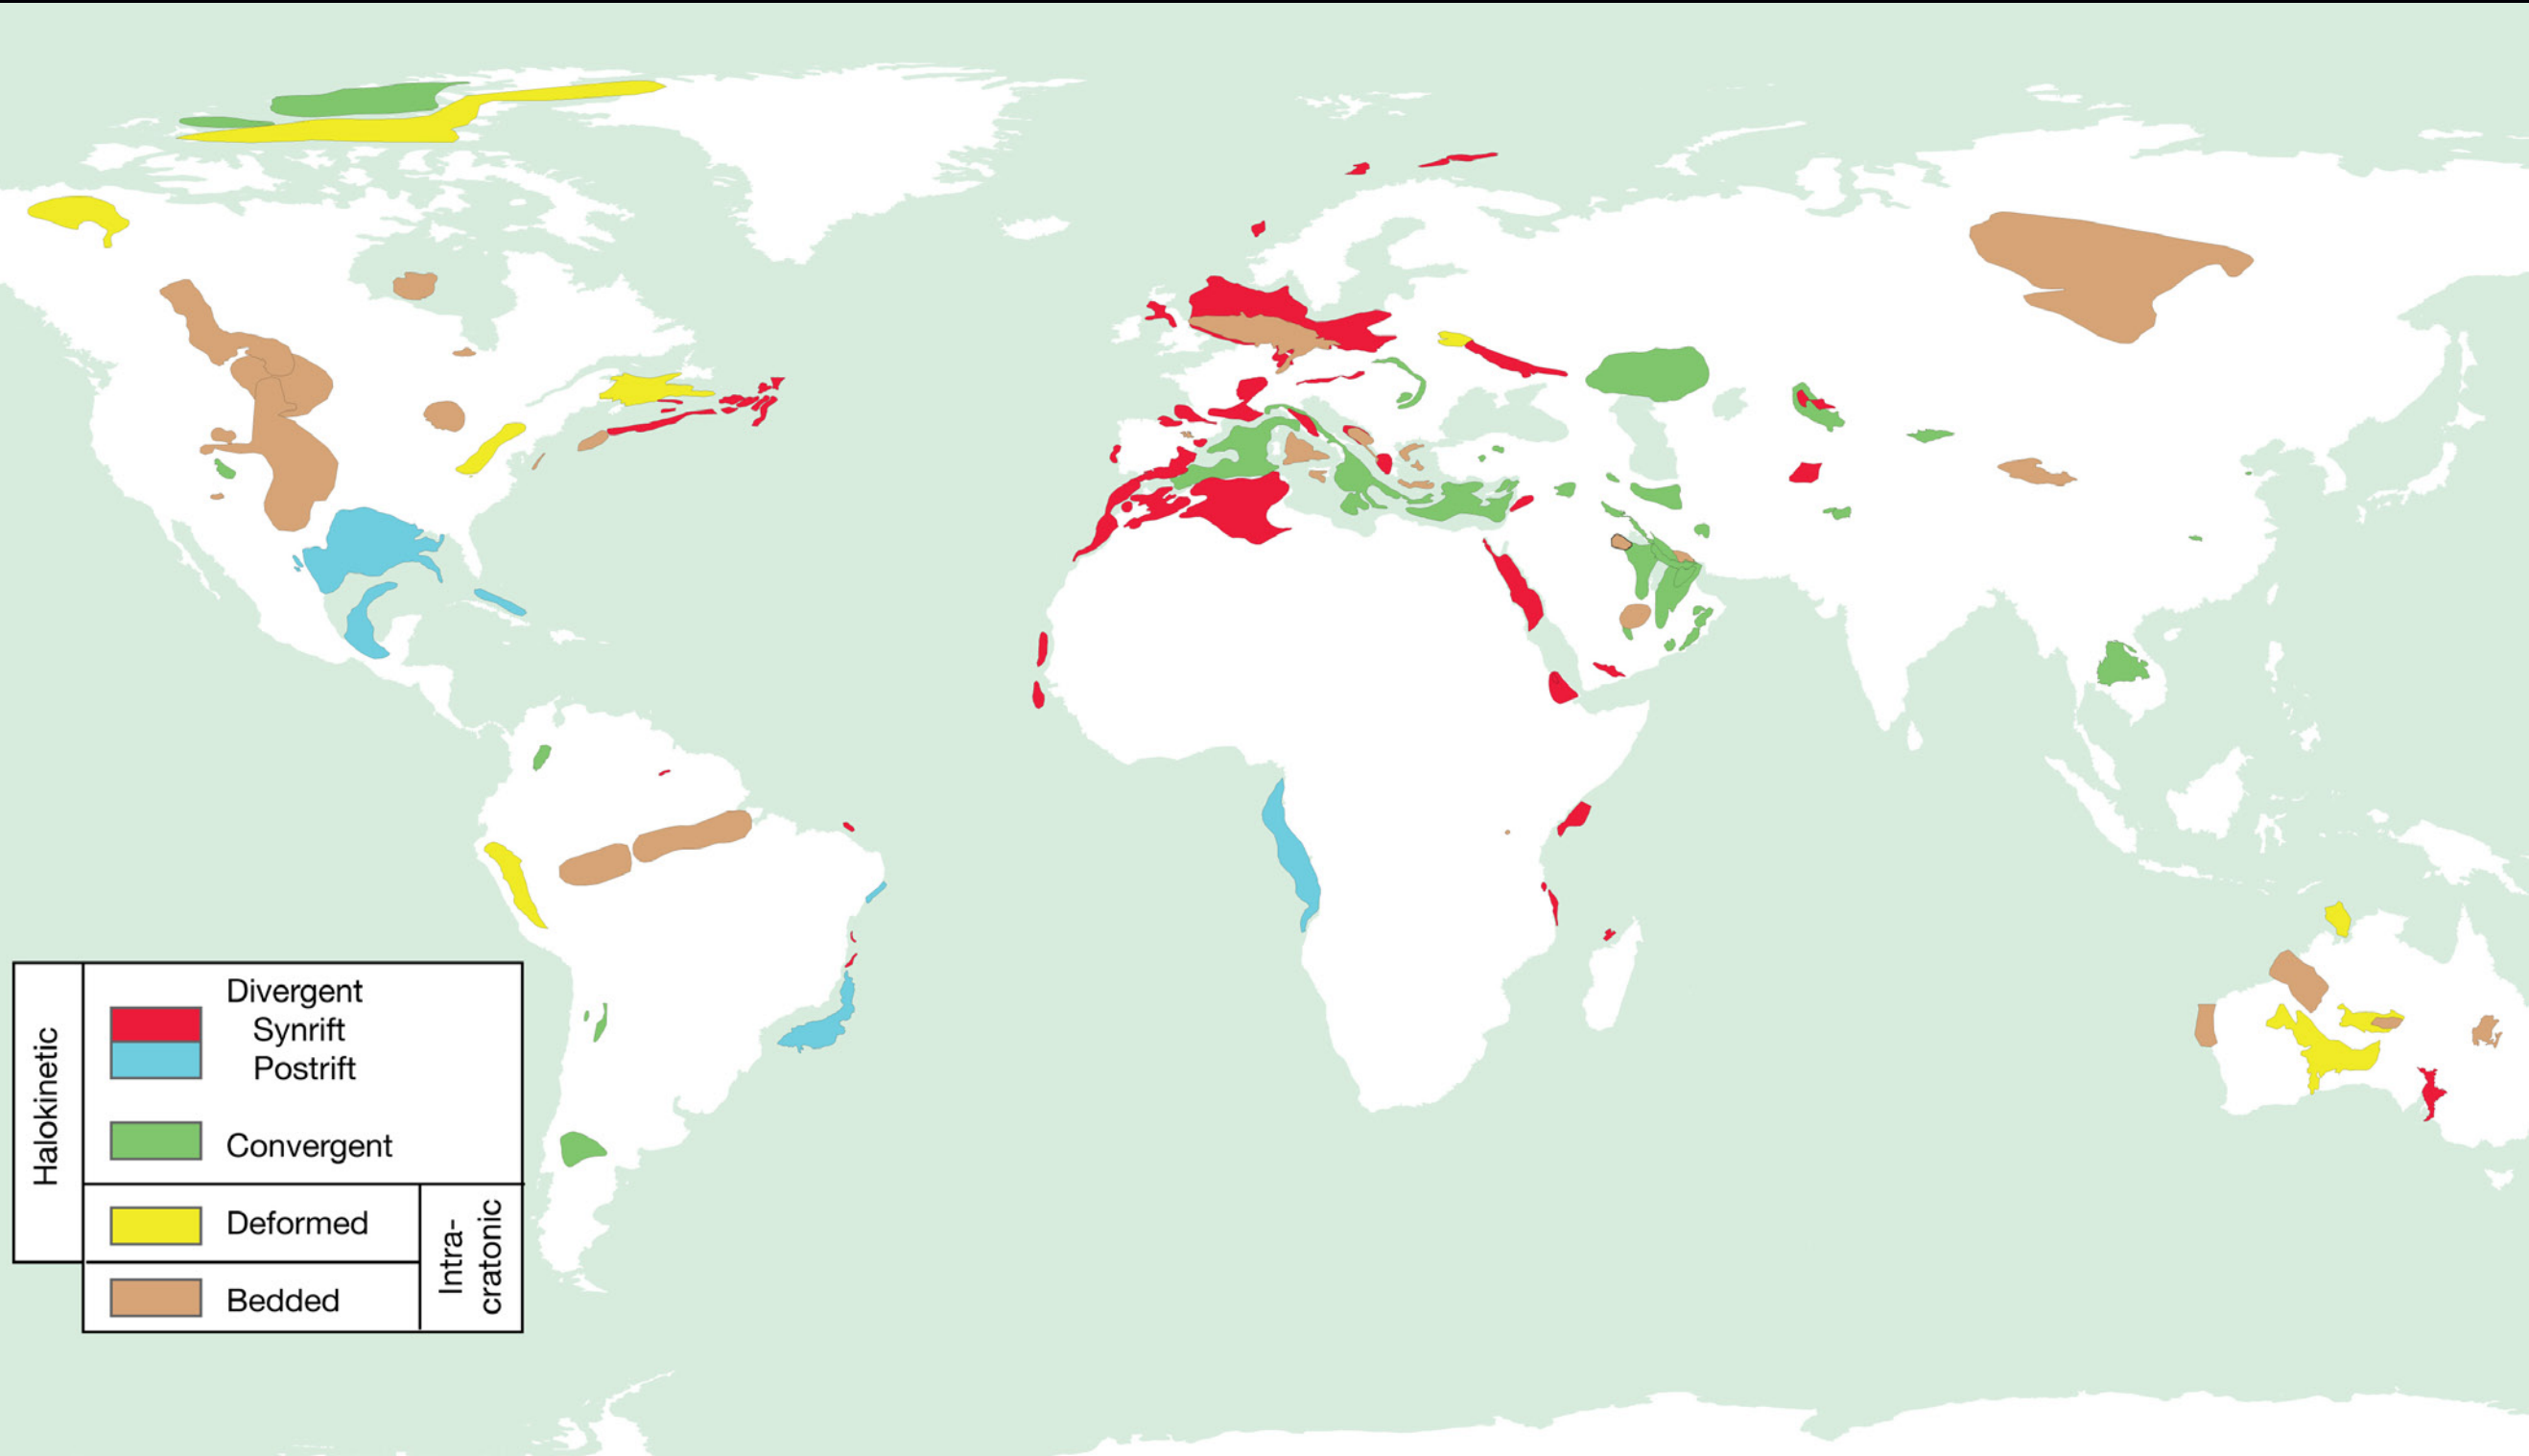 Halokinetic
Divergent
Synrift
Postrift
Convergent
Deformed
Bedded
Intra-
cratonic